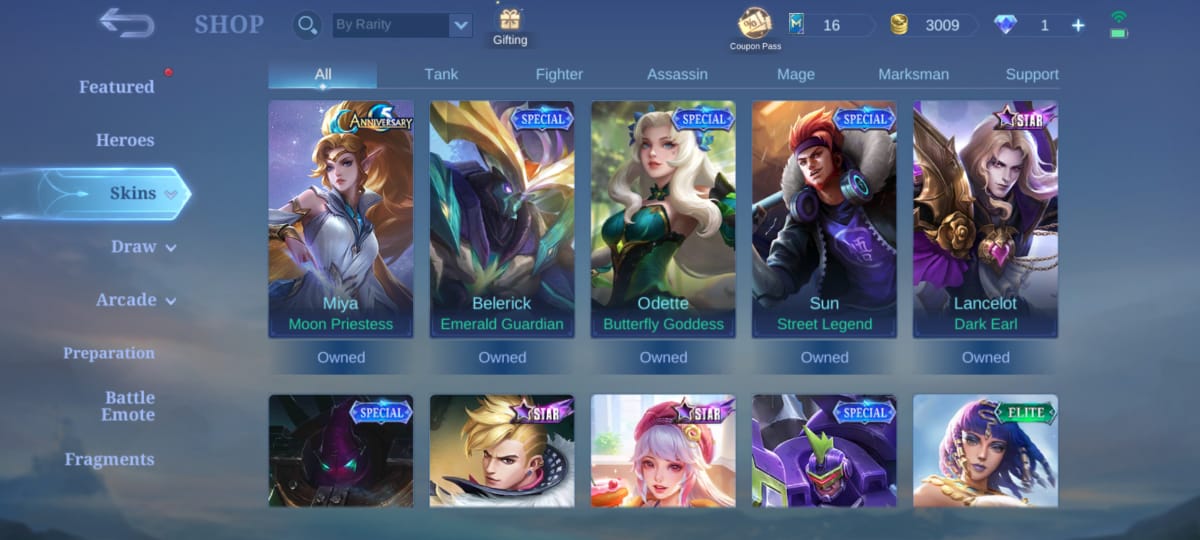 SHOP
By Rarity
Gifting
Coupon Pass
16
3009
1
Featured
Heroes
Skins
Draw
Arcade
Preparation
Battle
Emote
Fragments
All
Tank
Fighter
Assassin
Mage
Marksman
Support
5
ANNIVERSARY
Miya
Moon Priestess
Owned
SPECIAL
Belerick
Emerald Guardian
Owned
SPECIAL
Odette
Butterfly Goddess
Owned
SPECIAL
Sun
Street Legend
Owned
STAR
Lancelot
Dark Earl
Owned
SPECIAL
STAR
STAR
SPECIAL
ELITE